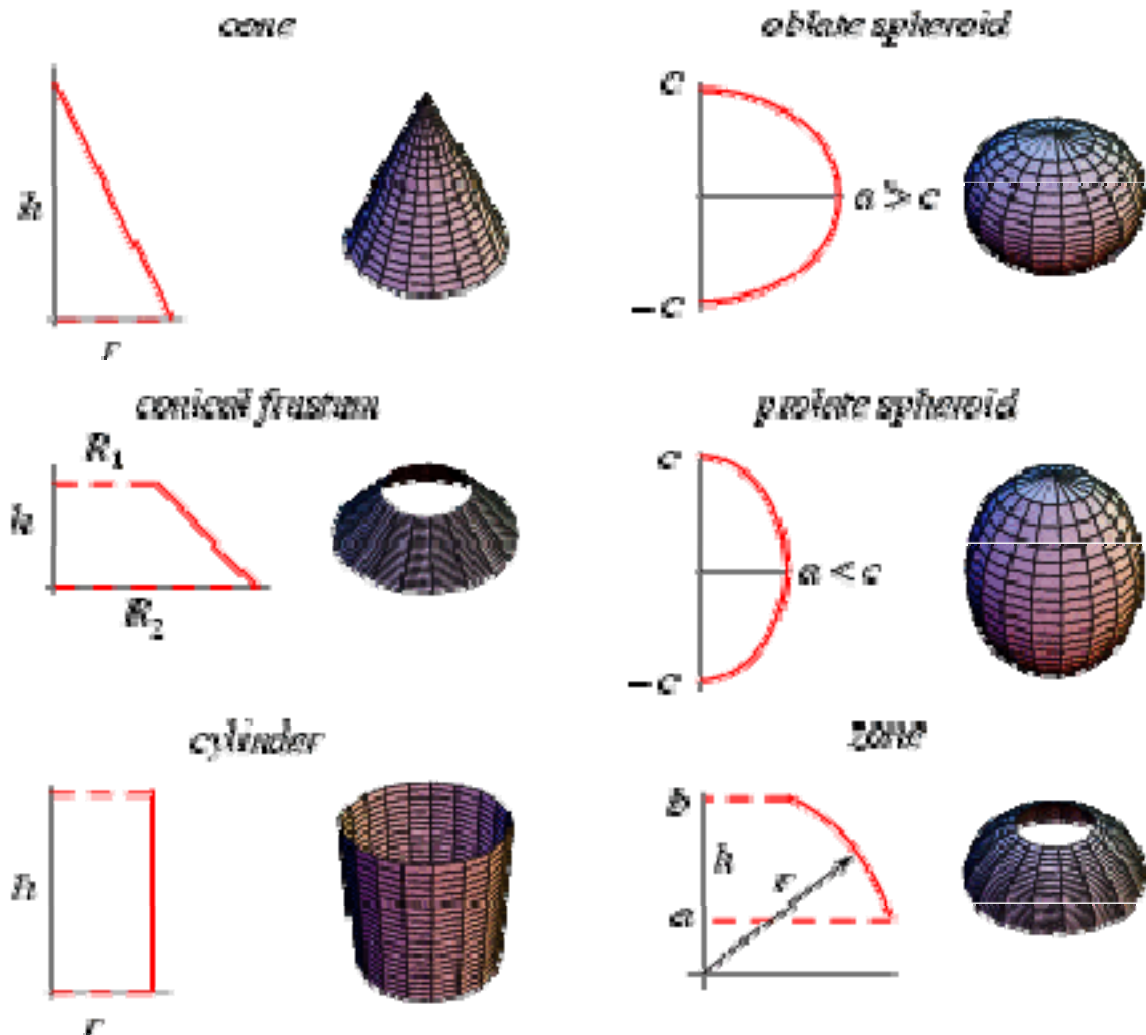 cone
h
r
oblate spheroid
c
a > c
-c
conical frustum
R₁
h
R₂
prolate spheroid
c
a < c
-c
cylinder
h
r
zone
b
h
r
a